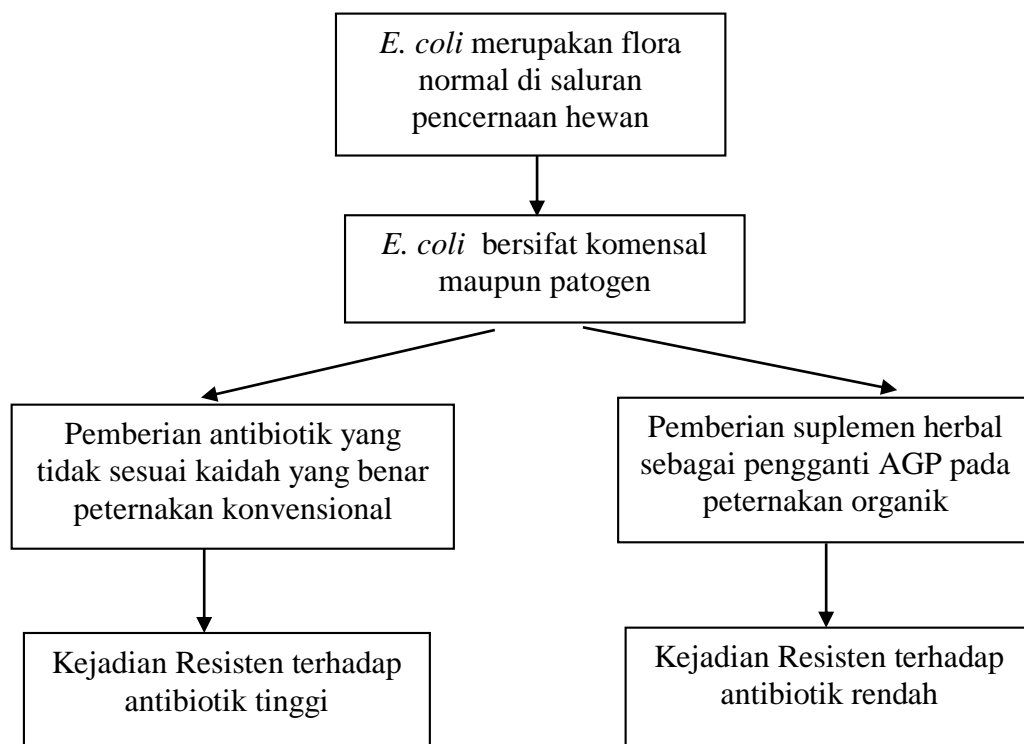 E. coli merupakan flora
normal di saluran
pencernaan hewan
E. coli bersifat komensal
maupun patogen
Pemberian antibiotik yang
tidak sesuai kaidah yang benar
peternakan konvensional
Pemberian suplemen herbal
sebagai pengganti AGP pada
peternakan organik
Kejadian Resisten terhadap
antibiotik tinggi
Kejadian Resisten terhadap
antibiotik rendah